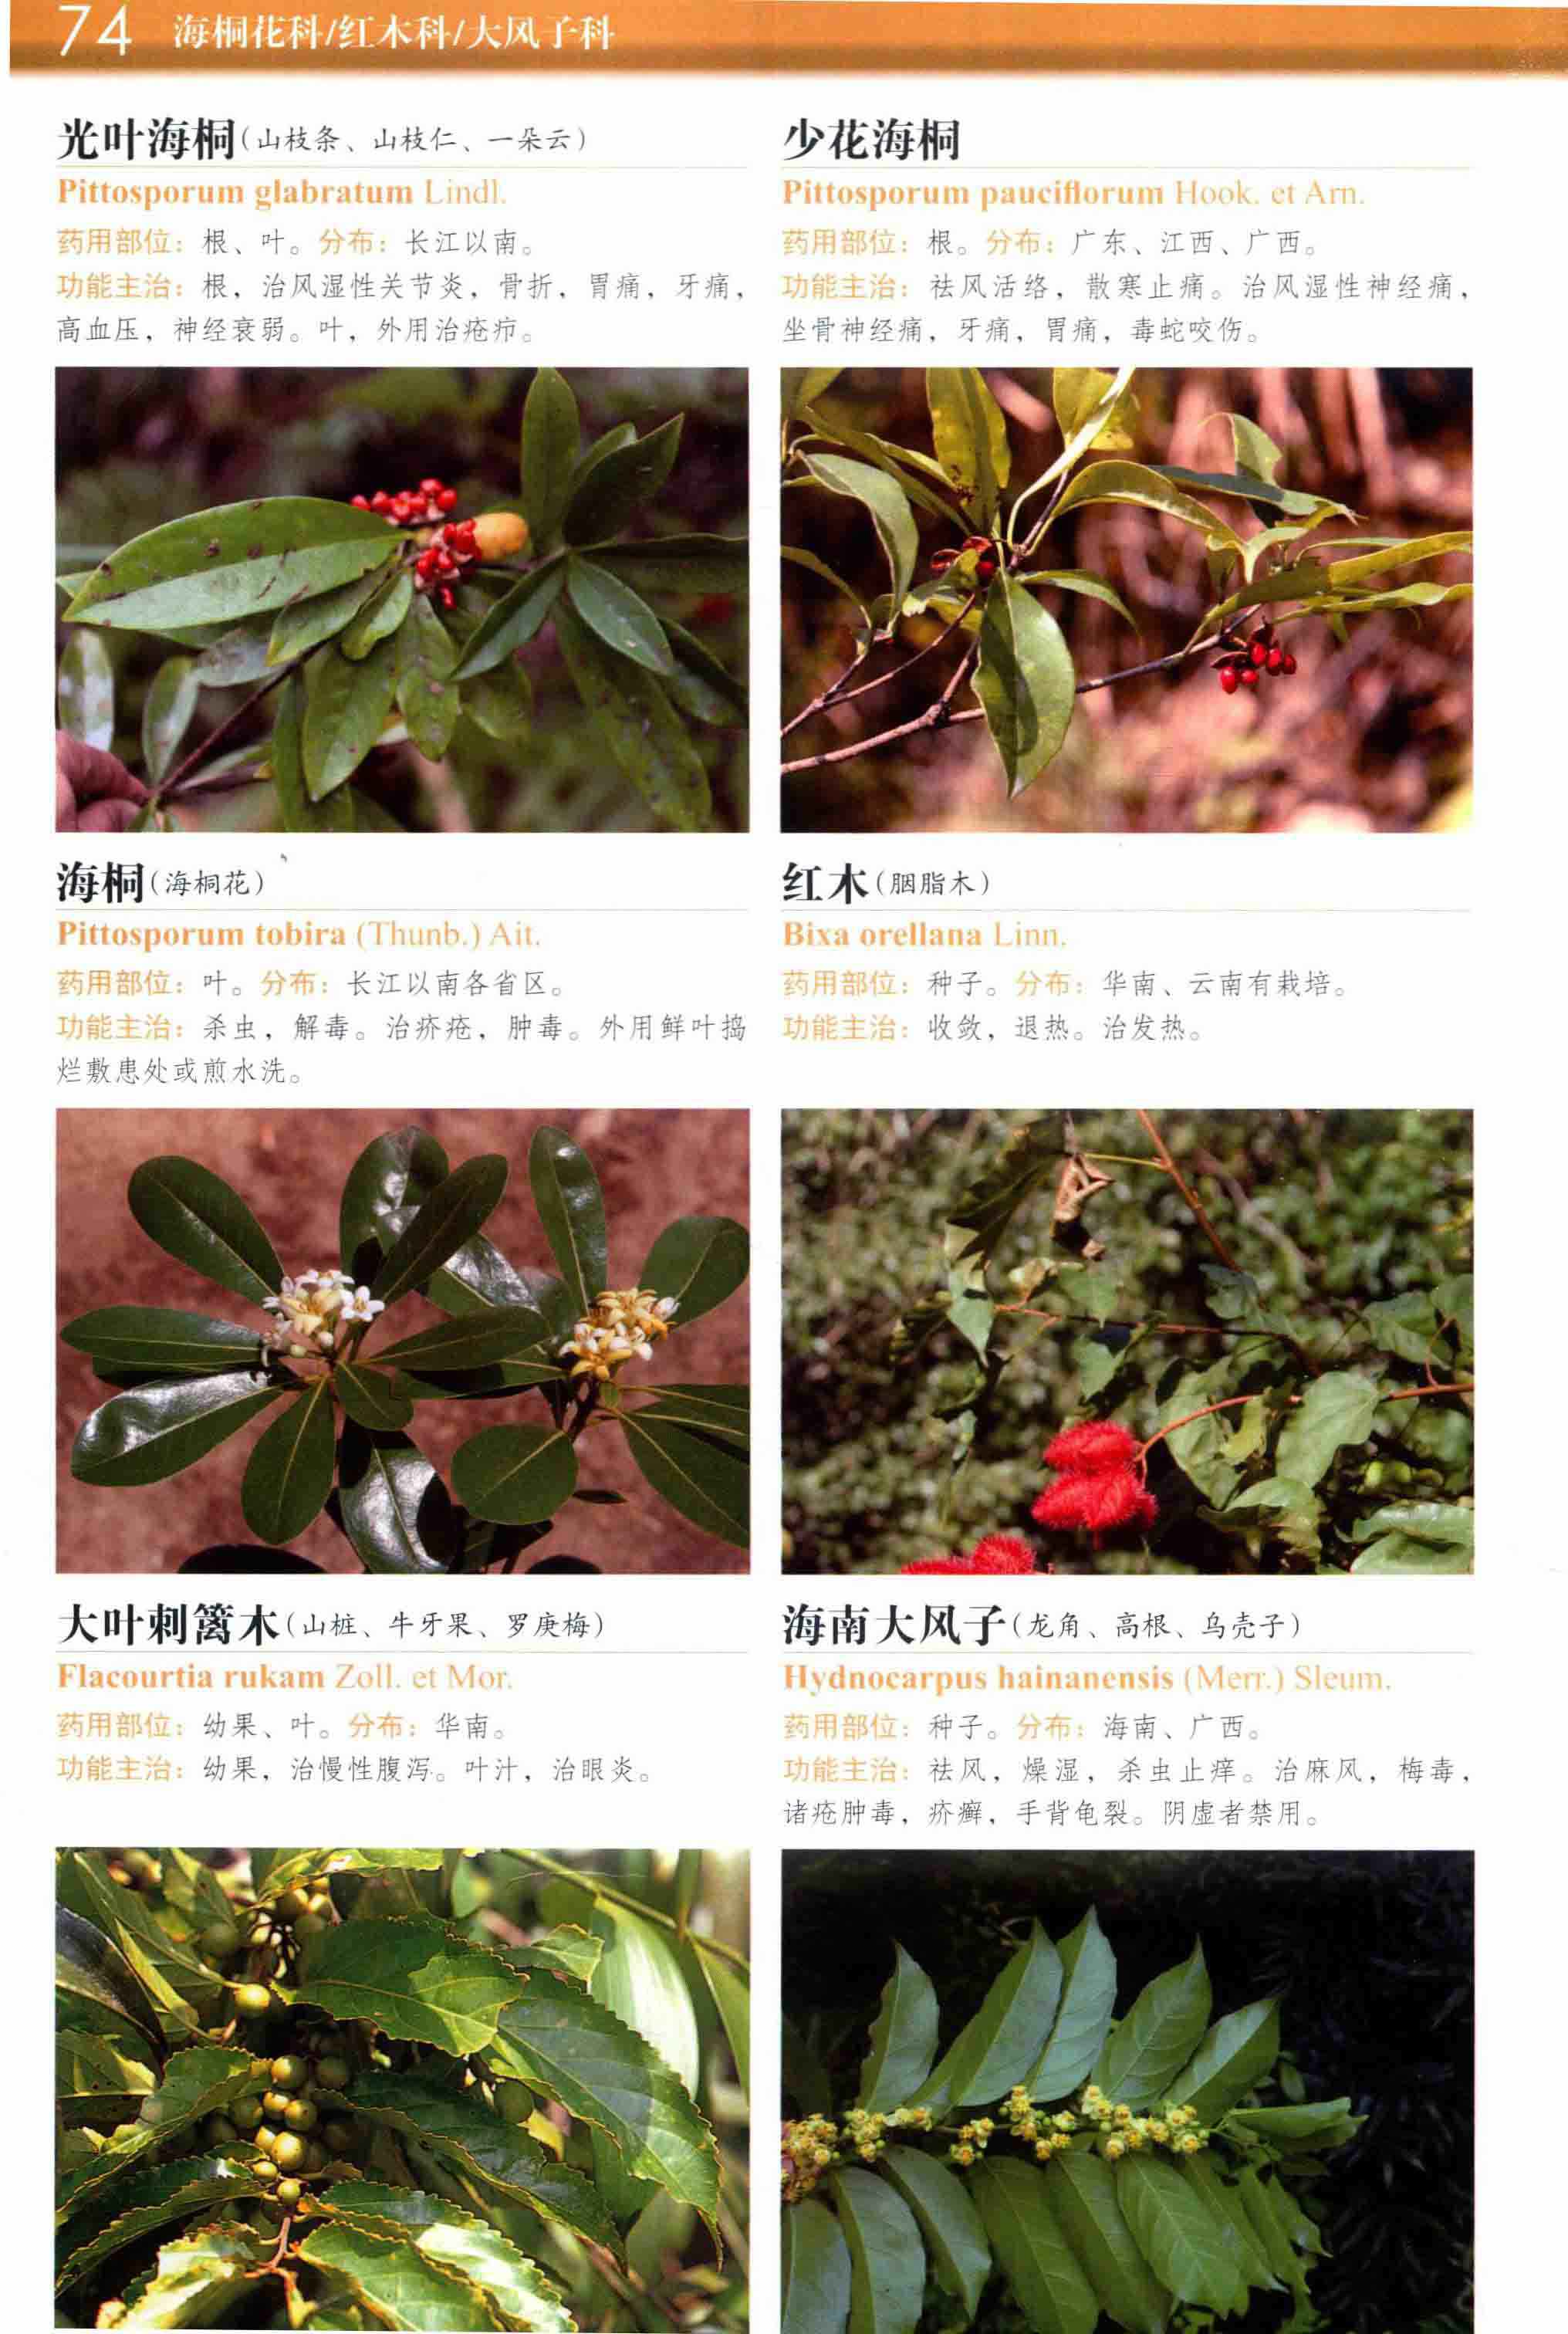 74 海桐花科/红木科/大风子科
光叶海桐(山枝条、山枝仁、一朵云)
Pittosporum glabratum Lindl.
药用部位：根、叶。分布：长江以南。
功能主治：根，治风湿性关节炎，骨折，胃痛，牙痛，
高血压，神经衰弱。叶，外用治疮疖。
少花海桐
Pittosporum pauciflorum Hook. et Arn.
药用部位：根。分布：广东、江西、广西。
功能主治：祛风活络，散寒止痛。治风湿性神经痛，
坐骨神经痛，牙痛，胃痛，毒蛇咬伤。
海桐(海桐花)
Pittosporum tobira (Thunb.) Ait.
药用部位：叶。分布：长江以南各省区。
功能主治：杀虫，解毒。治疥疮，肿毒。外用鲜叶捣
烂敷患处或煎水洗。
红木(胭脂木)
Bixa orellana Linn.
药用部位：种子。分布：华南、云南有栽培。
功能主治：收敛，退热。治发热。
大叶刺篱木(山桩、牛牙果、罗庚梅)
Flacourtia rukam Zoll. et Mor.
药用部位：幼果、叶。分布：华南。
功能主治：幼果，治慢性腹泻。叶汁，治眼炎。
海南大风子(龙角、高根、乌壳子)
Hydnocarpus hainanensis (Merr.) Sleum.
药用部位：种子。分布：海南、广西。
功能主治：祛风，燥湿，杀虫止痒。治麻风，梅毒，
诸疮肿毒，疥癣，手背龟裂。阴虚者禁用。